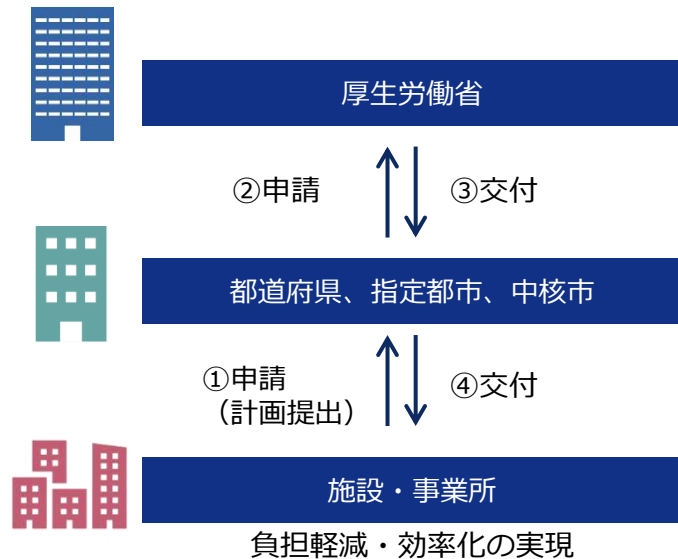 厚生労働省
②申請
③交付
都道府県、指定都市、中核市
①申請
（計画提出）
④交付
施設・事業所
負担軽減・効率化の実現